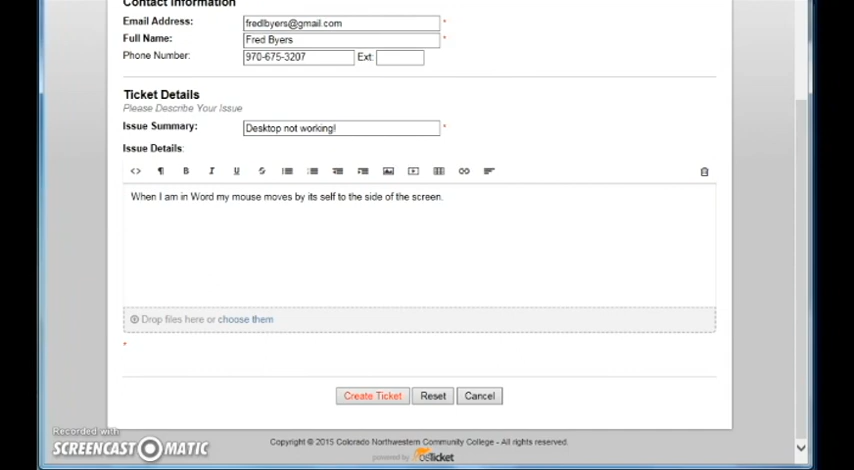 Contact Information
Email Address: fredlbyers@gmail.com *
Full Name: Fred Byers *
Phone Number: 970-675-3207 Ext:
Ticket Details
Please Describe Your Issue
Issue Summary: Desktop not working! *
Issue Details:
When I am in Word my mouse moves by its self to the side of the screen.
Drop files here or choose them
*
Create Ticket Reset Cancel
Recorded with
SCREENCAST-O-MATIC
Copyright © 2015 Colorado Northwestern Community College - All rights reserved.
powered by osTicket